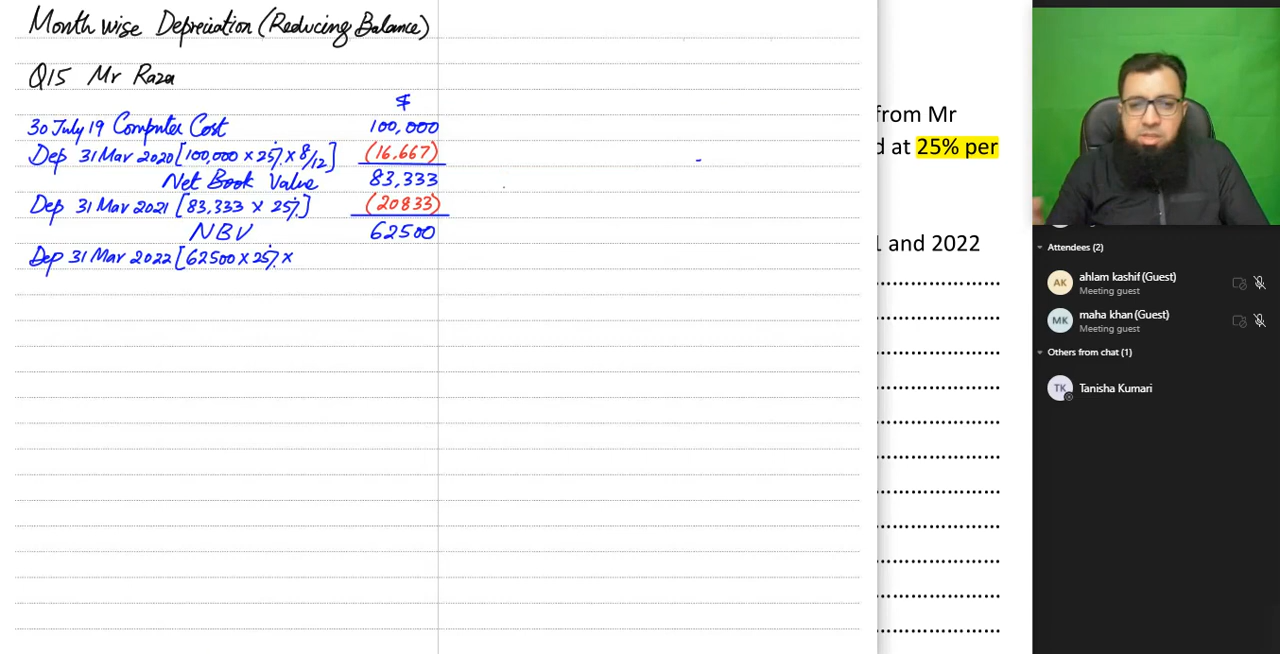 Month wise Depreciation (Reducing Balance)
Q15 Mr Raza
$
30 July 19 Computer Cost 100,000
Dep 31 Mar 2020 [100,000 × 25% × 8/12] (16,667)
Net Book Value 83,333
Dep 31 Mar 2021 [83,333 × 25%] (20833)
NBV 62500
Dep 31 Mar 2022 [62500 × 25% ×
from Mr
d at 25% per
1 and 2022
Attendees (2)
AK ahlam kashif (Guest)
Meeting guest
MK maha khan (Guest)
Meeting guest
Others from chat (1)
TK Tanisha Kumari